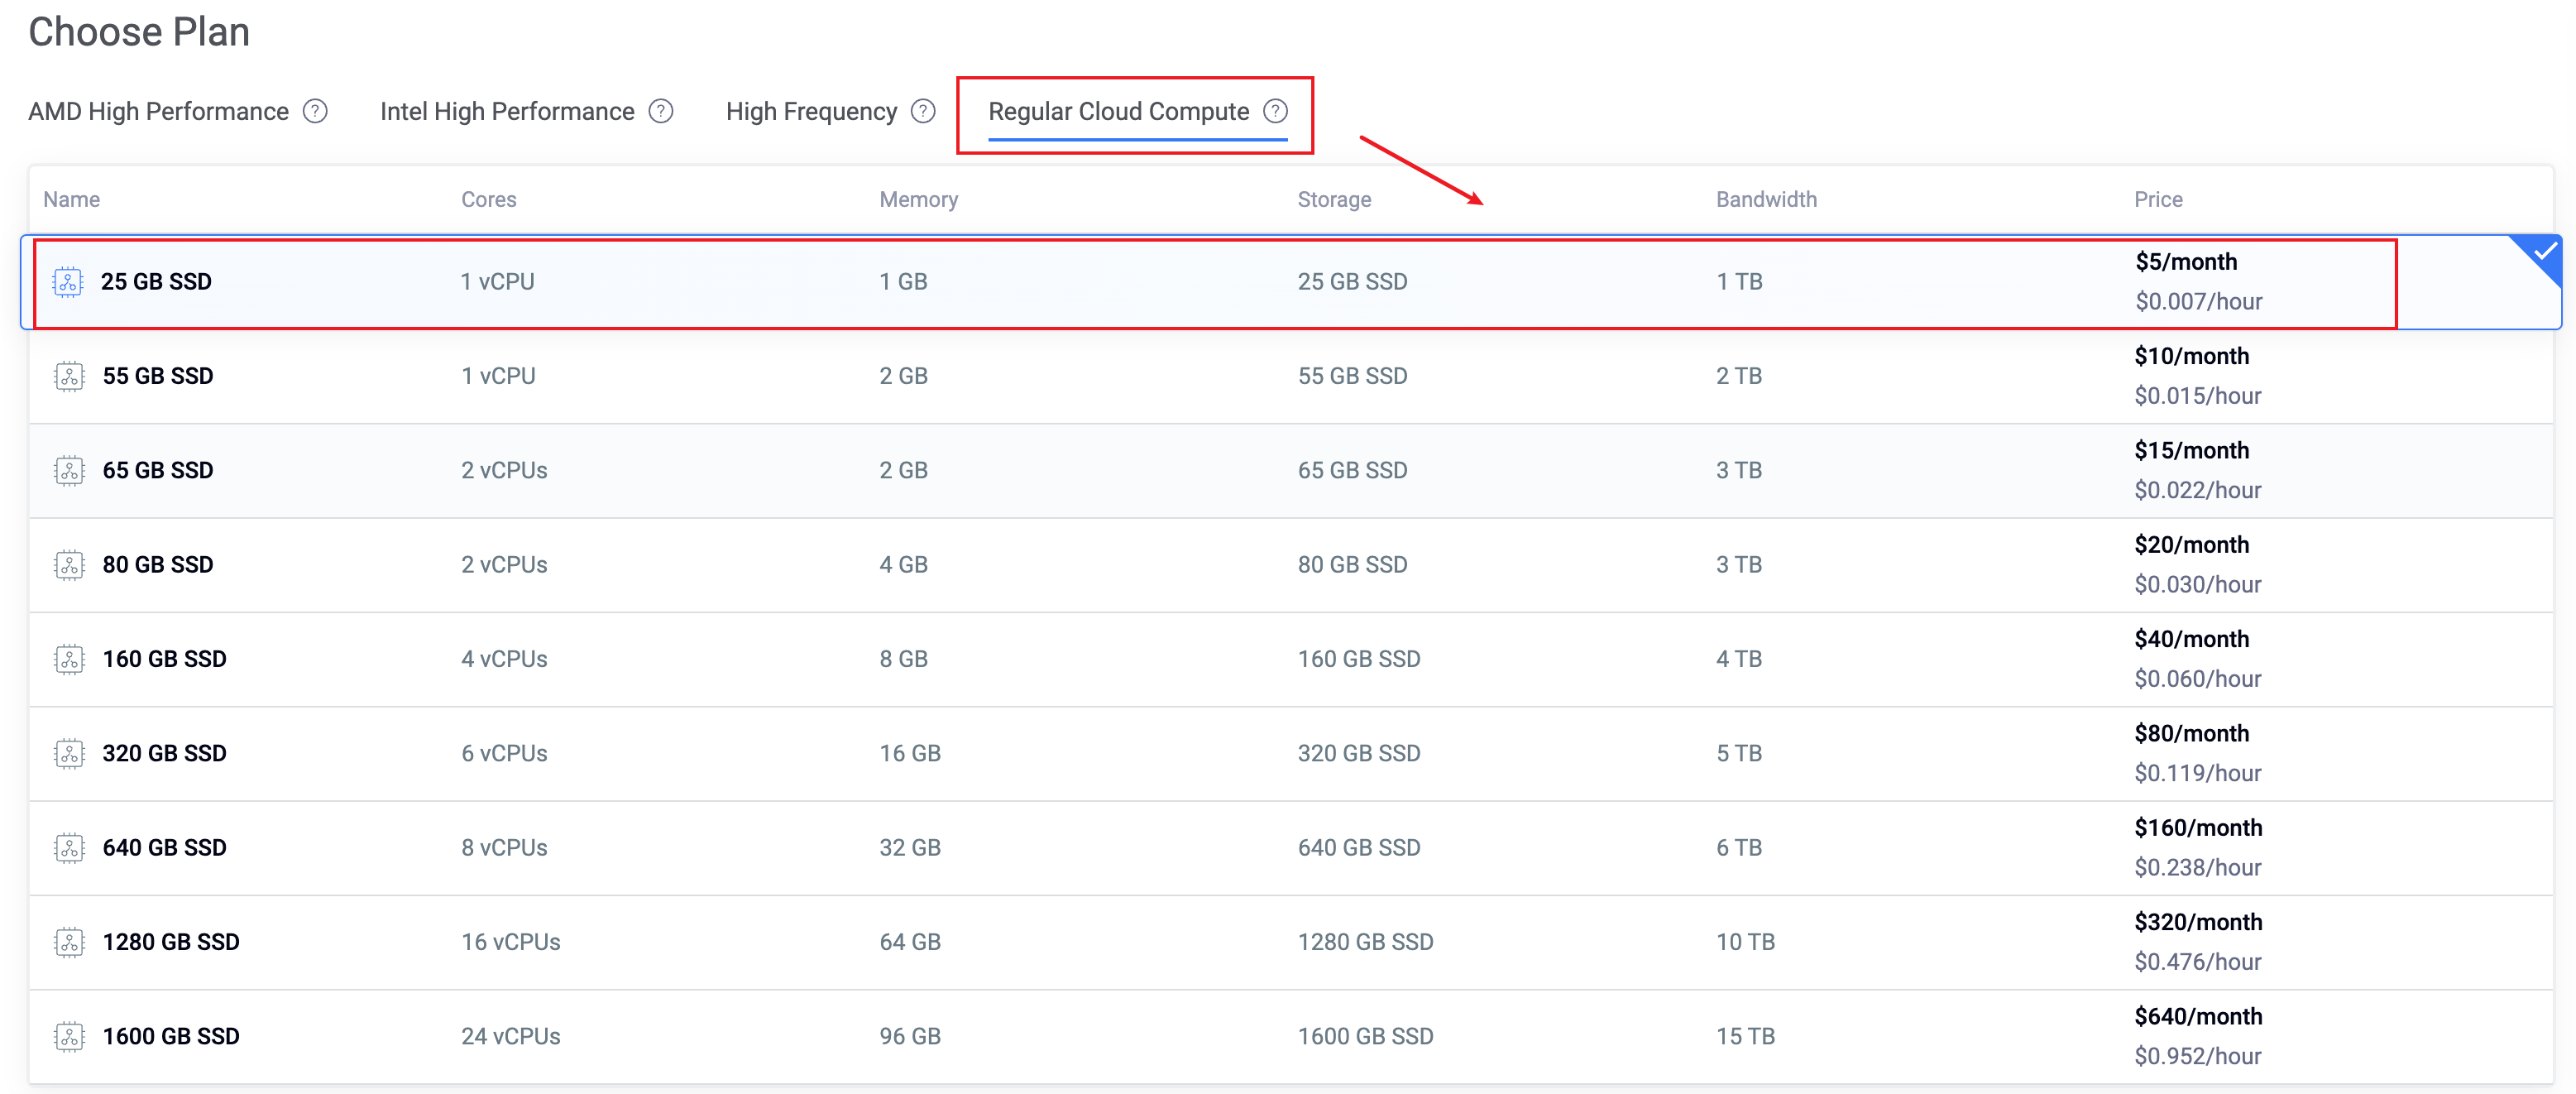 Choose Plan
AMD High Performance ? Intel High Performance ? High Frequency ? Regular Cloud Compute ?
Name Cores Memory Storage Bandwidth Price
25 GB SSD 1 vCPU 1 GB 25 GB SSD 1 TB $5/month
$0.007/hour
55 GB SSD 1 vCPU 2 GB 55 GB SSD 2 TB $10/month
$0.015/hour
65 GB SSD 2 vCPUs 2 GB 65 GB SSD 3 TB $15/month
$0.022/hour
80 GB SSD 2 vCPUs 4 GB 80 GB SSD 3 TB $20/month
$0.030/hour
160 GB SSD 4 vCPUs 8 GB 160 GB SSD 4 TB $40/month
$0.060/hour
320 GB SSD 6 vCPUs 16 GB 320 GB SSD 5 TB $80/month
$0.119/hour
640 GB SSD 8 vCPUs 32 GB 640 GB SSD 6 TB $160/month
$0.238/hour
1280 GB SSD 16 vCPUs 64 GB 1280 GB SSD 10 TB $320/month
$0.476/hour
1600 GB SSD 24 vCPUs 96 GB 1600 GB SSD 15 TB $640/month
$0.952/hour